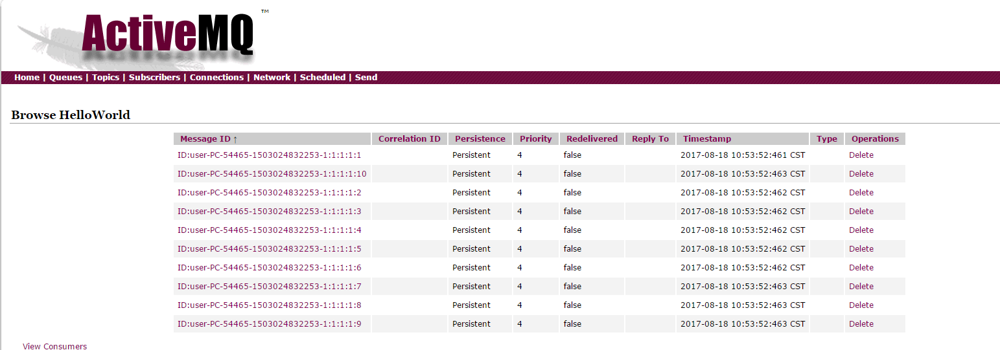 ActiveMQ ™
Home | Queues | Topics | Subscribers | Connections | Network | Scheduled | Send
Browse HelloWorld
Message ID ↑ Correlation ID Persistence Priority Redelivered Reply To Timestamp Type Operations
ID:user-PC-54465-1503024832253-1:1:1:1:1 Persistent 4 false 2017-08-18 10:53:52:461 CST Delete
ID:user-PC-54465-1503024832253-1:1:1:1:10 Persistent 4 false 2017-08-18 10:53:52:463 CST Delete
ID:user-PC-54465-1503024832253-1:1:1:1:2 Persistent 4 false 2017-08-18 10:53:52:462 CST Delete
ID:user-PC-54465-1503024832253-1:1:1:1:3 Persistent 4 false 2017-08-18 10:53:52:462 CST Delete
ID:user-PC-54465-1503024832253-1:1:1:1:4 Persistent 4 false 2017-08-18 10:53:52:462 CST Delete
ID:user-PC-54465-1503024832253-1:1:1:1:5 Persistent 4 false 2017-08-18 10:53:52:462 CST Delete
ID:user-PC-54465-1503024832253-1:1:1:1:6 Persistent 4 false 2017-08-18 10:53:52:462 CST Delete
ID:user-PC-54465-1503024832253-1:1:1:1:7 Persistent 4 false 2017-08-18 10:53:52:463 CST Delete
ID:user-PC-54465-1503024832253-1:1:1:1:8 Persistent 4 false 2017-08-18 10:53:52:463 CST Delete
ID:user-PC-54465-1503024832253-1:1:1:1:9 Persistent 4 false 2017-08-18 10:53:52:463 CST Delete
View Consumers